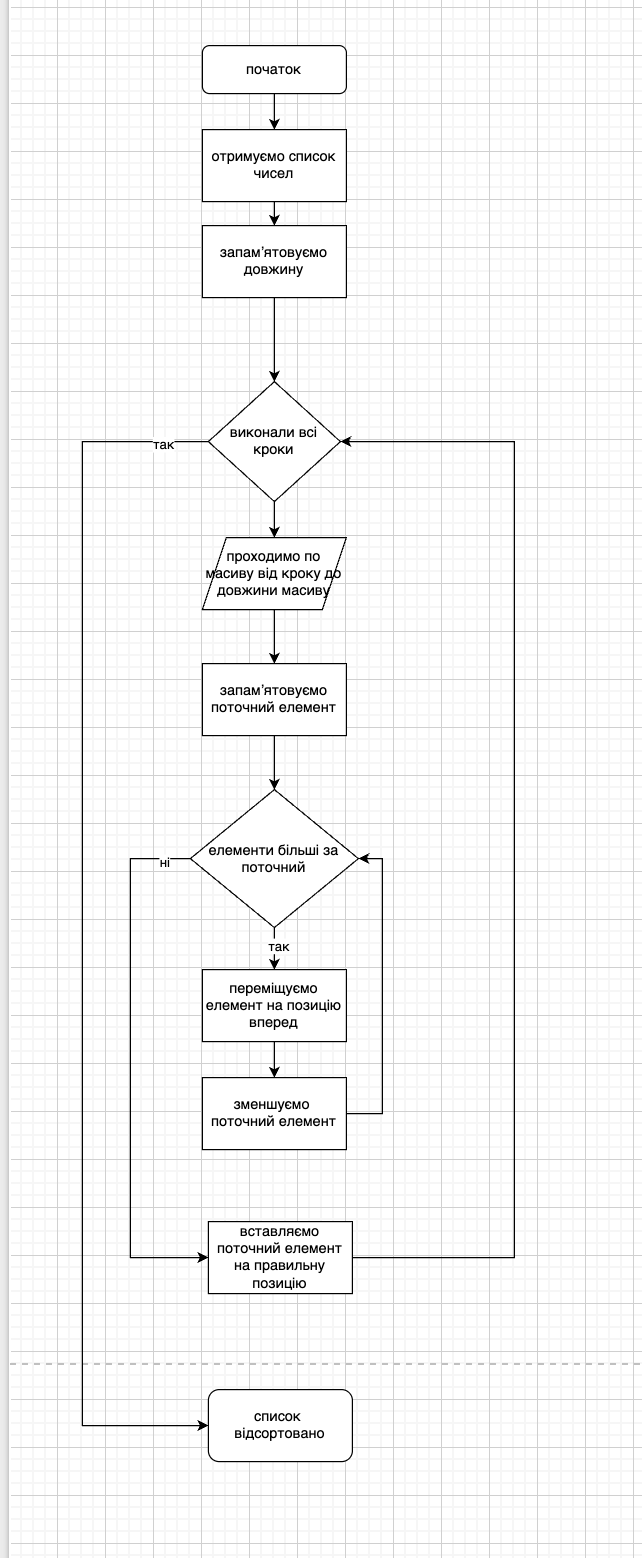 початок
отримуємо список
чисел
запам'ятовуємо
довжину
виконали всі
кроки
так
проходимо по
масиву від кроку до
довжини масиву
запам'ятовуємо
поточний елемент
елементи більші за
поточний
ні
так
переміщуємо
елемент на позицію
вперед
зменшуємо
поточний елемент
вставляємо
поточний елемент
на правильну
позицію
список
відсортовано